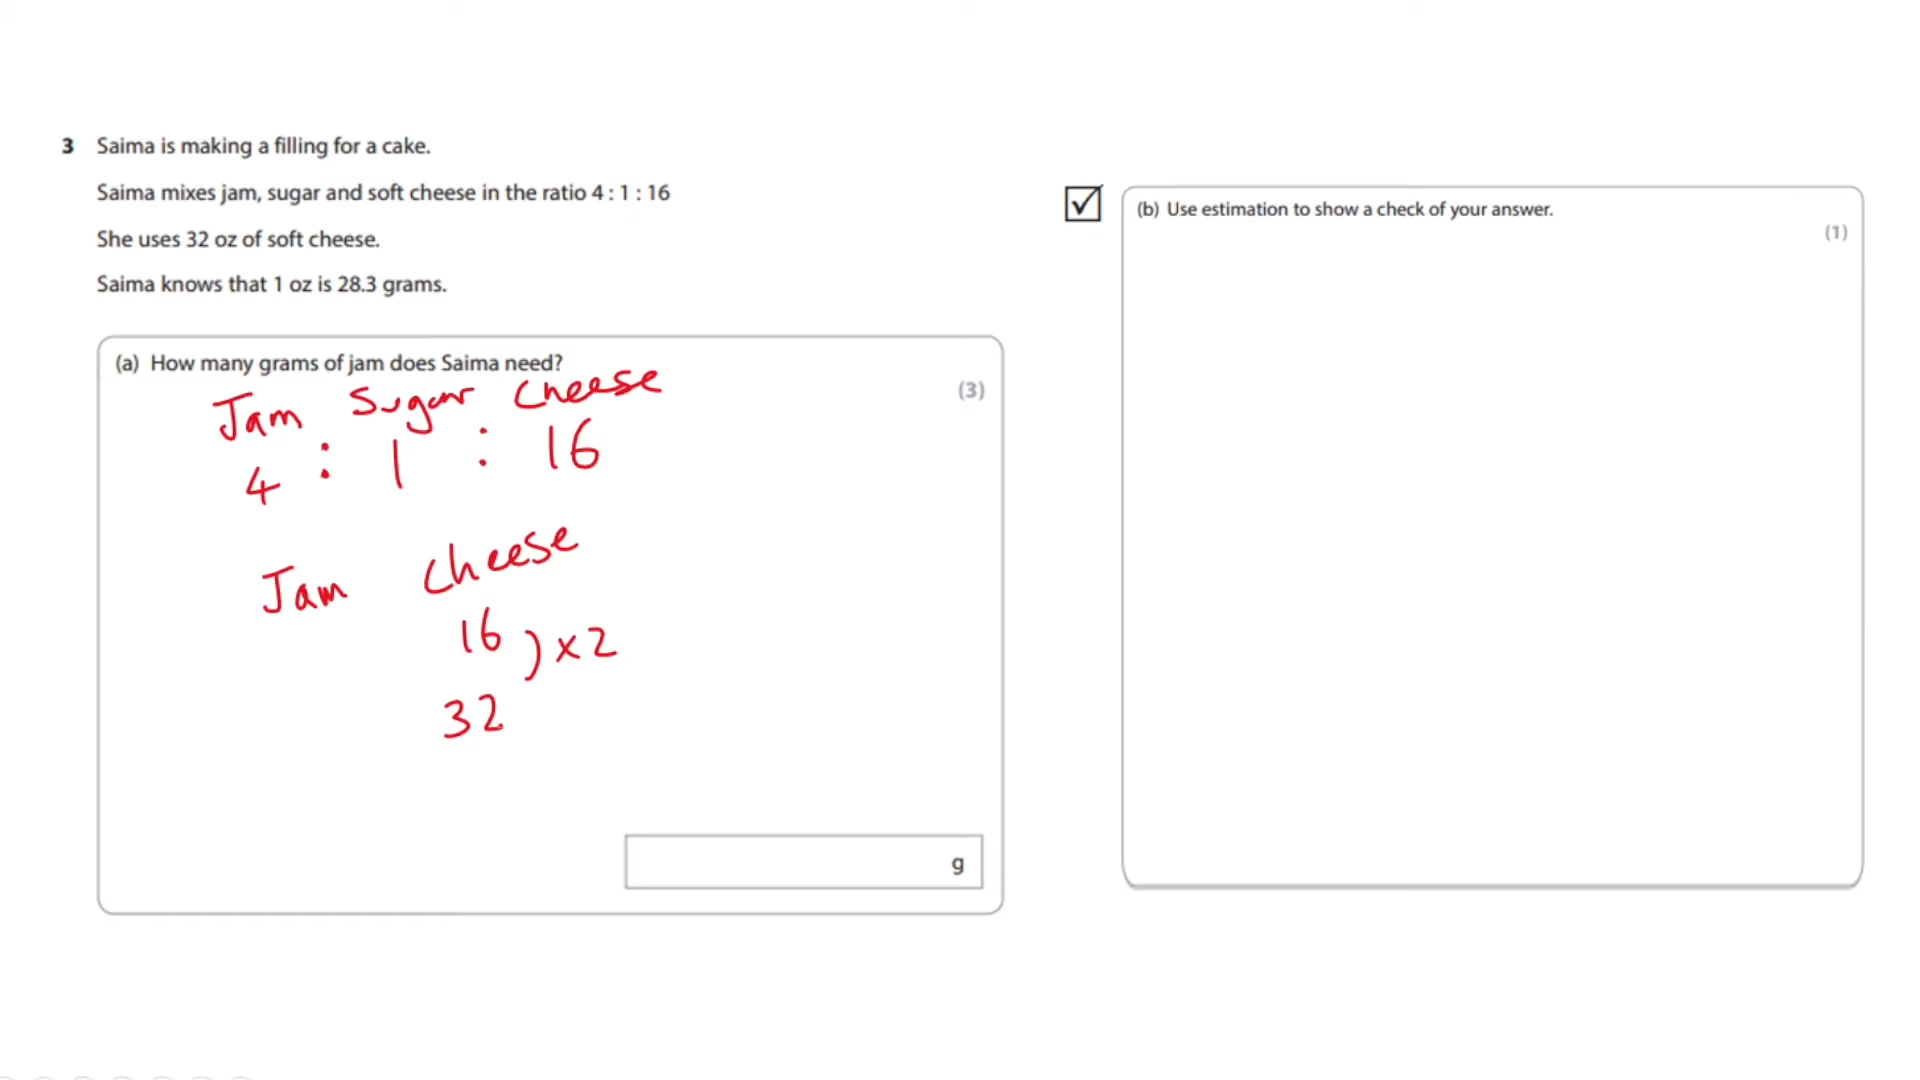 3 Saima is making a filling for a cake.
Saima mixes jam, sugar and soft cheese in the ratio 4 : 1 : 16
She uses 32 oz of soft cheese.
Saima knows that 1 oz is 28.3 grams.
(a) How many grams of jam does Saima need?
(3)
Jam Sugar Cheese
4 : 1 : 16
Jam Cheese
16 ) × 2
32
g
(b) Use estimation to show a check of your answer.
(1)